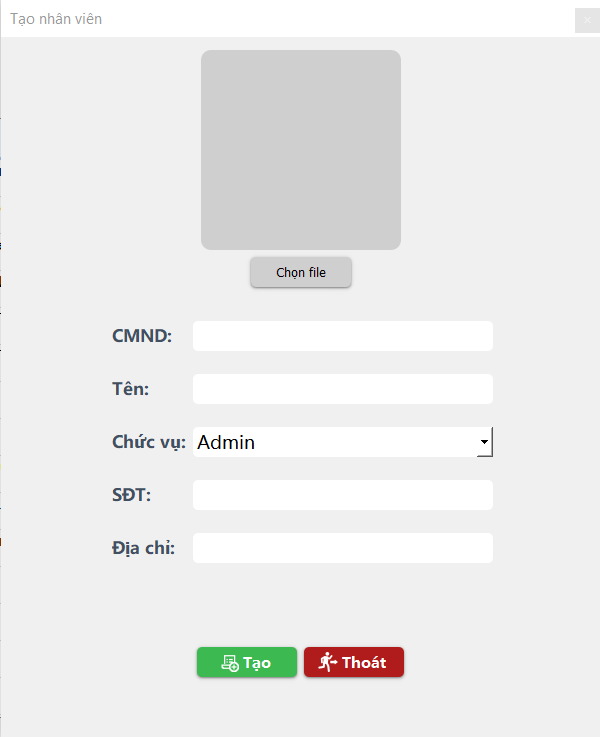 Tạo nhân viên
Chọn file
CMND:
Tên:
Chức vụ: Admin
SĐT:
Địa chỉ:
Tạo Thoát